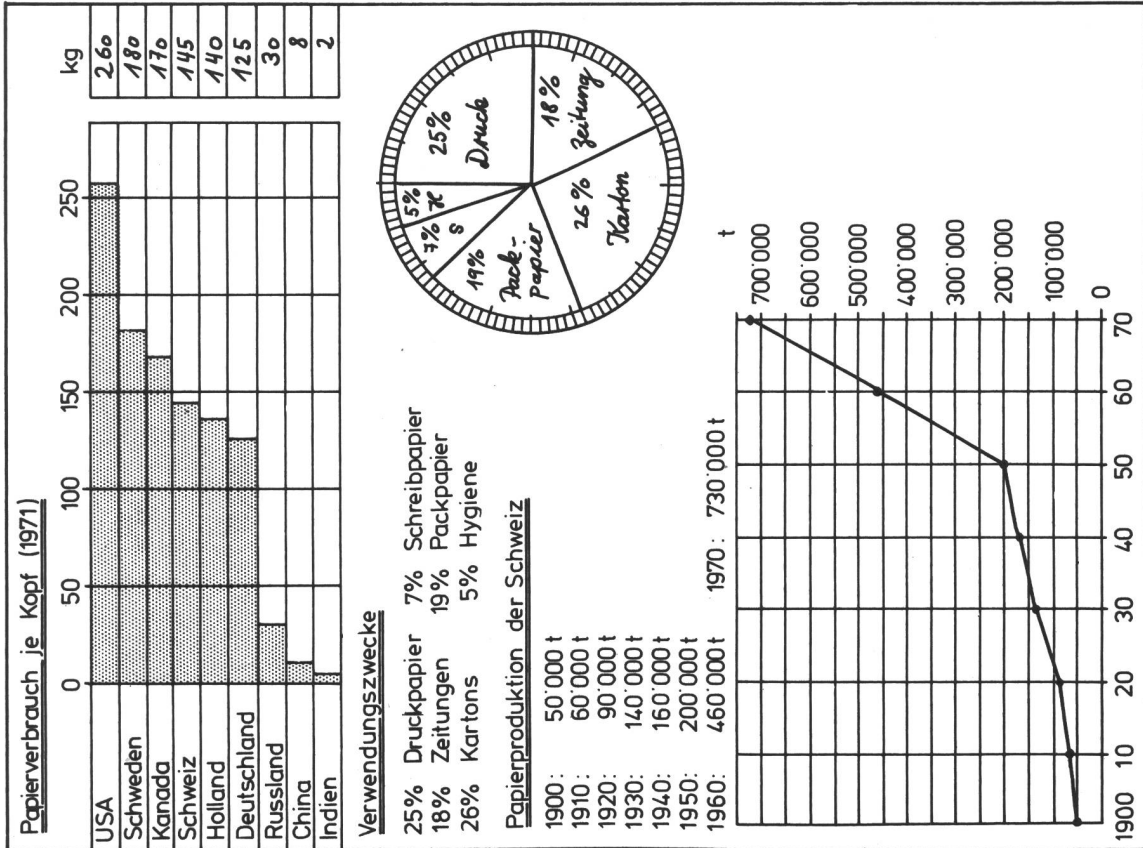 Papierverbrauch je Kopf (1971)
0 50 100 150 200 250 kg
USA 260
Schweden 180
Kanada 170
Schweiz 145
Holland 140
Deutschland 125
Russland 30
China 8
Indien 2
Verwendungszwecke
25% Druckpapier 7% Schreibpapier
18% Zeitungen 19% Packpapier
26% Kartons 5% Hygiene
25%
Druck
18%
Zeitung
26%
Karton
19%
Pack-
papier
7%
S
5%
H
Papierproduktion der Schweiz
1900: 50'000 t
1910: 60'000 t
1920: 90'000 t
1930: 140'000 t
1940: 160'000 t
1950: 200'000 t
1960: 460'000 t 1970: 730'000 t
t
700'000
600'000
500'000
400'000
300'000
200'000
100'000
0
1900 10 20 30 40 50 60 70